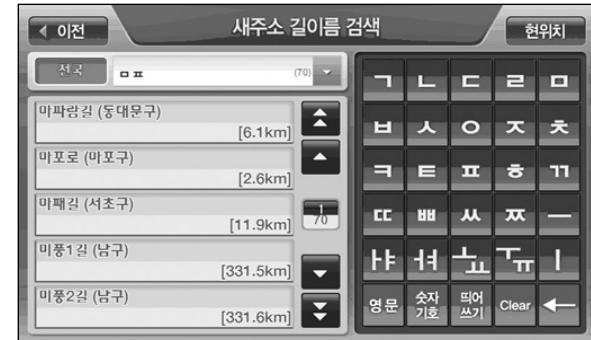 이전
새주소 길이름 검색
현위치
전국
ㅁㅍ
(70)
마파람길 (동대문구)
[6.1km]
마포로 (마포구)
[2.6km]
마패길 (서초구)
[11.9km]
미풍1길 (남구)
[331.5km]
미풍2길 (남구)
[331.6km]
1
70
ㄱ ㄴ ㄷ ㄹ ㅁ
ㅂ ㅅ ㅇ ㅈ ㅊ
ㅋ ㅌ ㅍ ㅎ ㄲ
ㄸ ㅃ ㅆ ㅉ ㅡ
ㅏㅑ ㅓㅕ ㅗㅛ ㅜㅠ ㅣ
영문 숫자 띄어 Clear
기호 쓰기